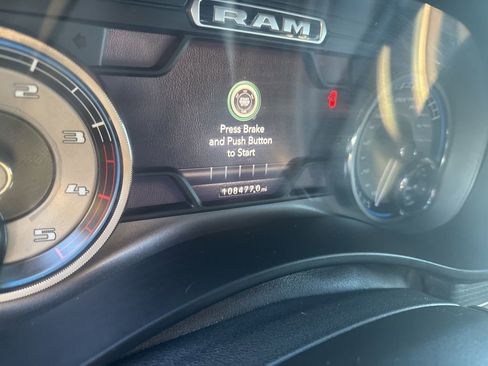 RAM
Press Brake
and Push Button
to Start
108477.0 mi
2
3
4
5